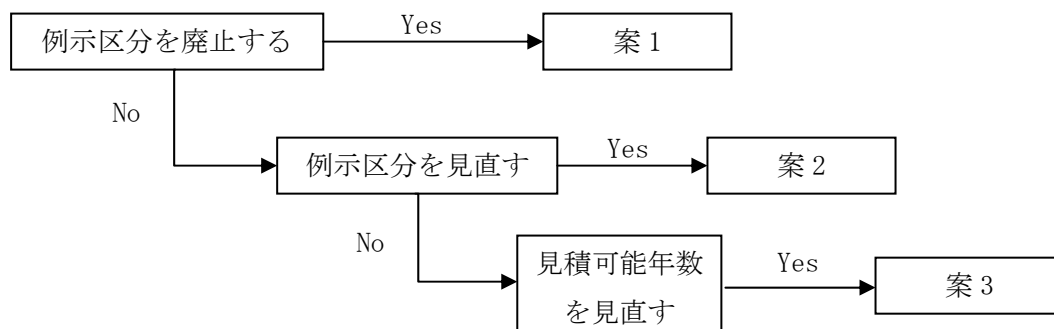 例示区分を廃止する
Yes
案1
No
例示区分を見直す
Yes
案2
No
見積可能年数
を見直す
Yes
案3